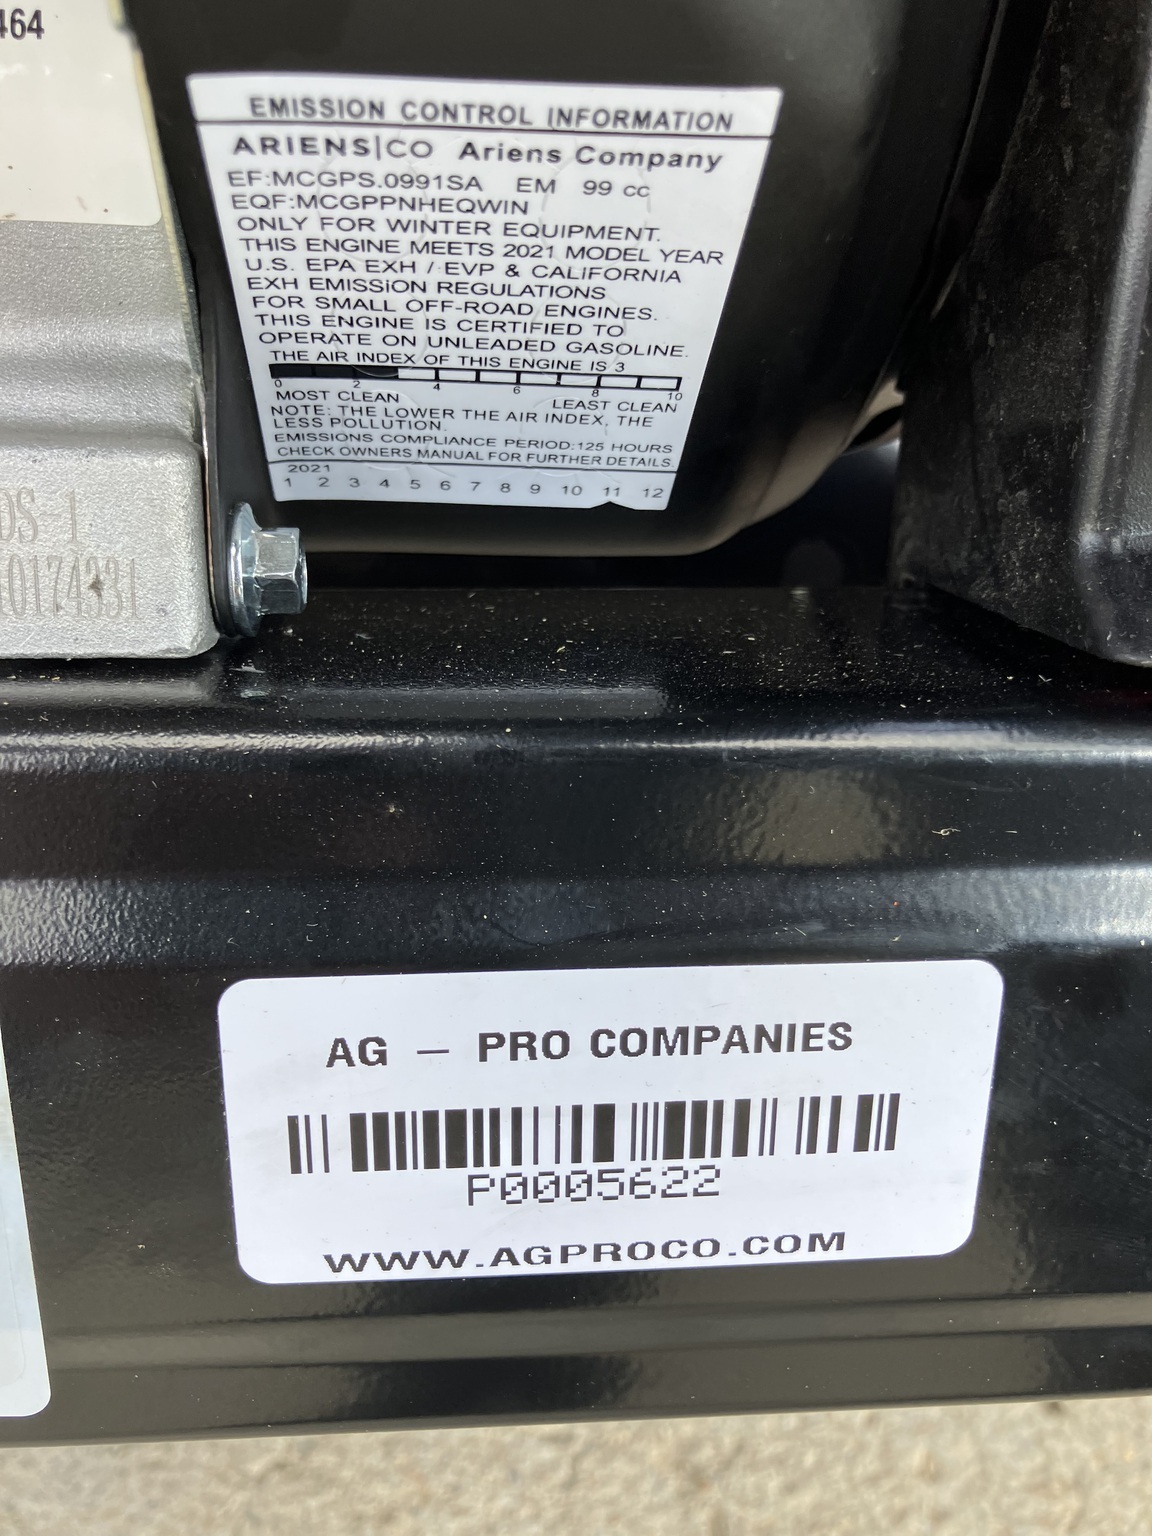 464
EMISSION CONTROL INFORMATION
ARIENS|CO Ariens Company
EF:MCGPS.0991SA EM 99 cc
EQF:MCGPPNHEQWIN
ONLY FOR WINTER EQUIPMENT.
THIS ENGINE MEETS 2021 MODEL YEAR
U.S. EPA EXH / EVP & CALIFORNIA
EXH EMISSION REGULATIONS
FOR SMALL OFF-ROAD ENGINES.
THIS ENGINE IS CERTIFIED TO
OPERATE ON UNLEADED GASOLINE.
THE AIR INDEX OF THIS ENGINE IS 3
0 2 4 6 8 10
MOST CLEAN LEAST CLEAN
NOTE: THE LOWER THE AIR INDEX, THE
LESS POLLUTION.
EMISSIONS COMPLIANCE PERIOD:125 HOURS
CHECK OWNERS MANUAL FOR FURTHER DETAILS.
2021
1 2 3 4 5 6 7 8 9 10 11 12
DS-1
10174331
AG - PRO COMPANIES
P0005622
WWW.AGPROCO.COM